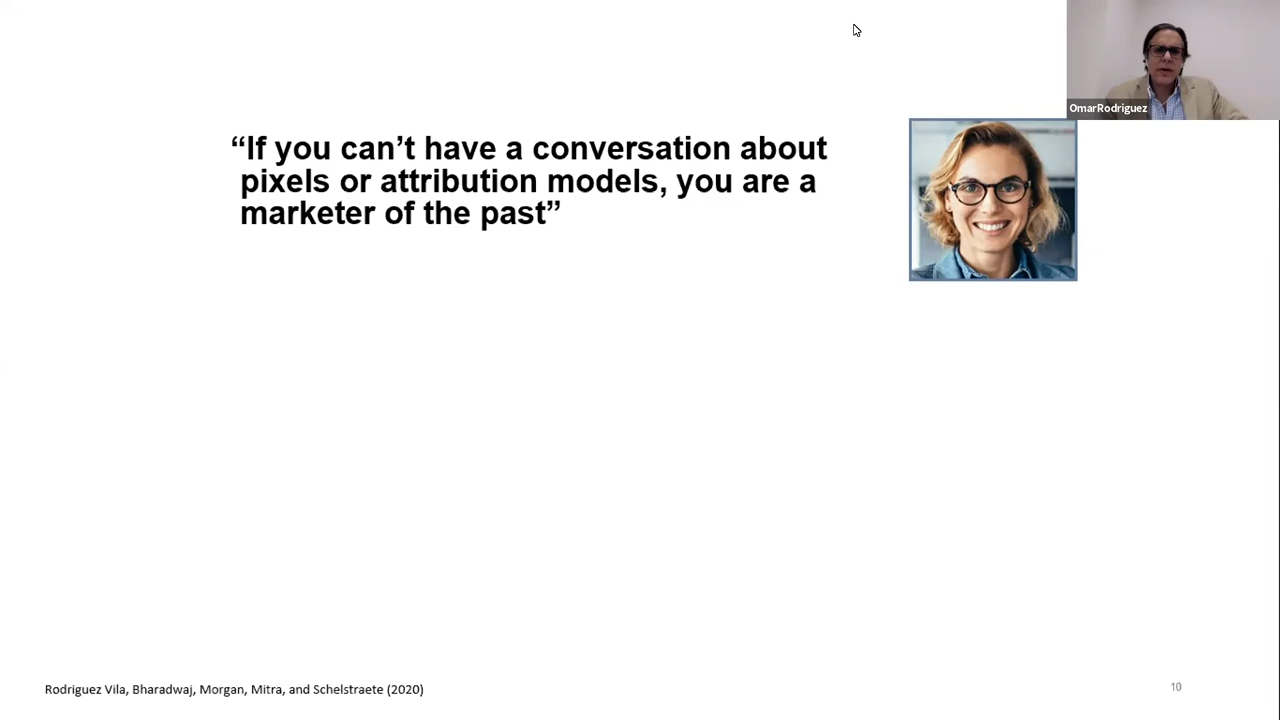 OmarRodriguez
“If you can’t have a conversation about
pixels or attribution models, you are a
marketer of the past”
Rodriguez Vila, Bharadwaj, Morgan, Mitra, and Schelstraete (2020)
10